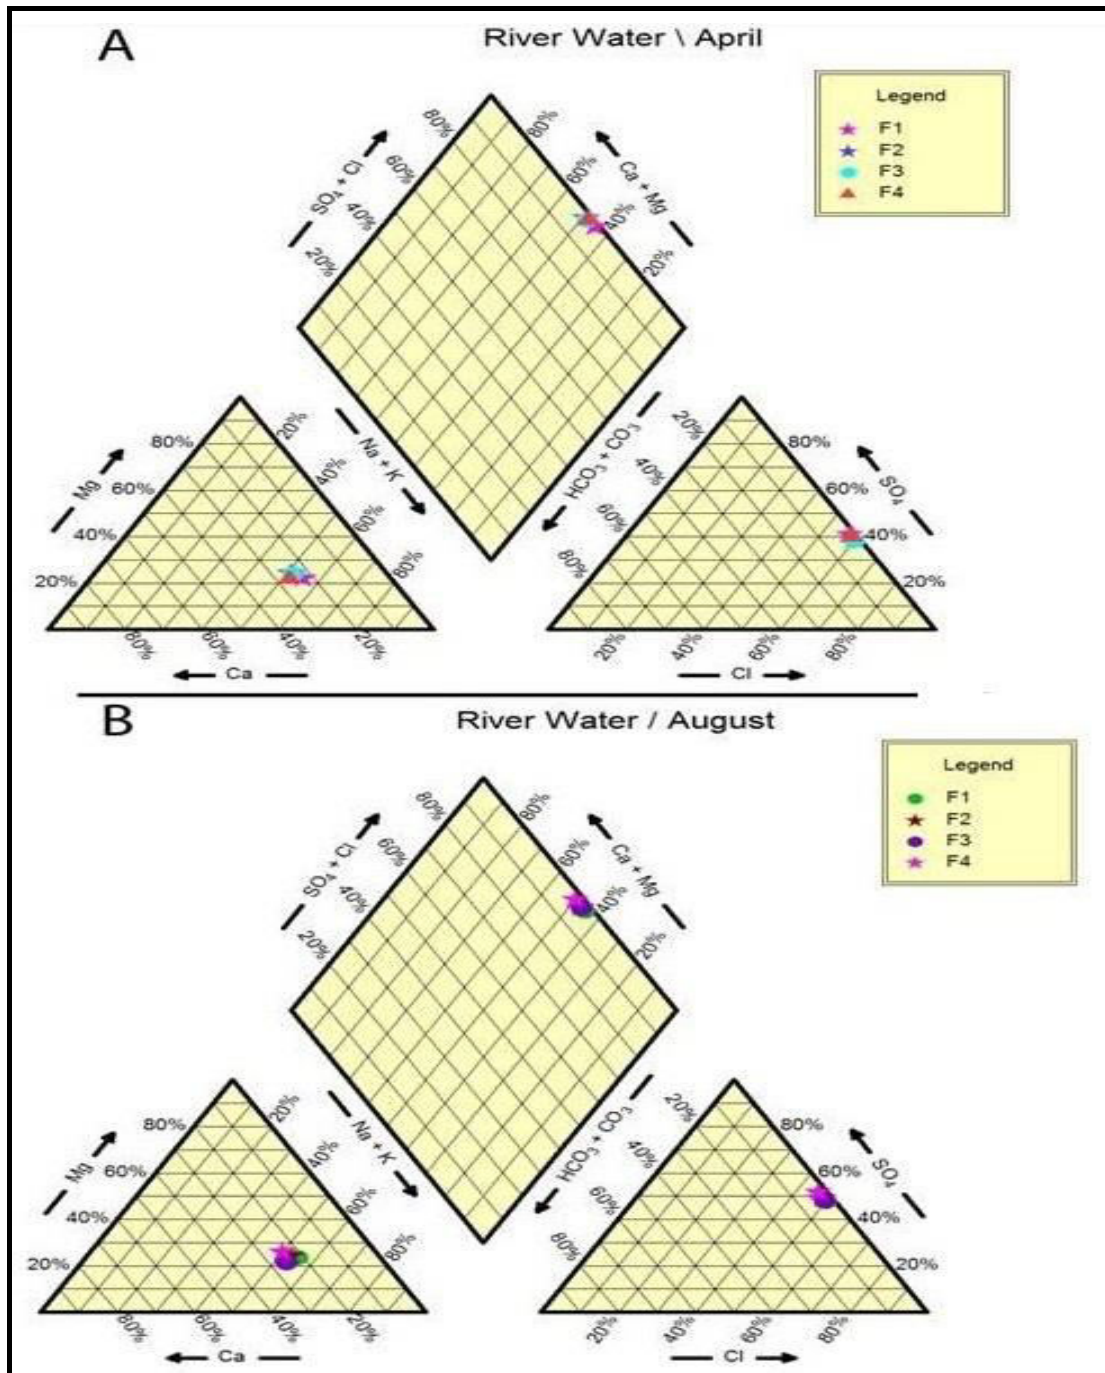 A
River Water \ April
Legend
F1
F2
F3
F4
80%
80%
60%
60%
SO₄ + Cl
Ca + Mg
40%
40%
20%
20%
80%
20%
20%
80%
Mg
60%
40%
Na + K
HCO₃ + CO₃
40%
60%
SO₄
40%
60%
60%
40%
20%
80%
80%
20%
80%
60%
40%
20%
20%
40%
60%
80%
Ca
Cl
B
River Water / August
Legend
F1
F2
F3
F4
80%
80%
60%
60%
SO₄ + Cl
Ca + Mg
40%
40%
20%
20%
80%
20%
20%
80%
Mg
60%
40%
Na + K
HCO₃ + CO₃
40%
60%
SO₄
40%
60%
60%
40%
20%
80%
80%
20%
80%
60%
40%
20%
20%
40%
60%
80%
Ca
Cl